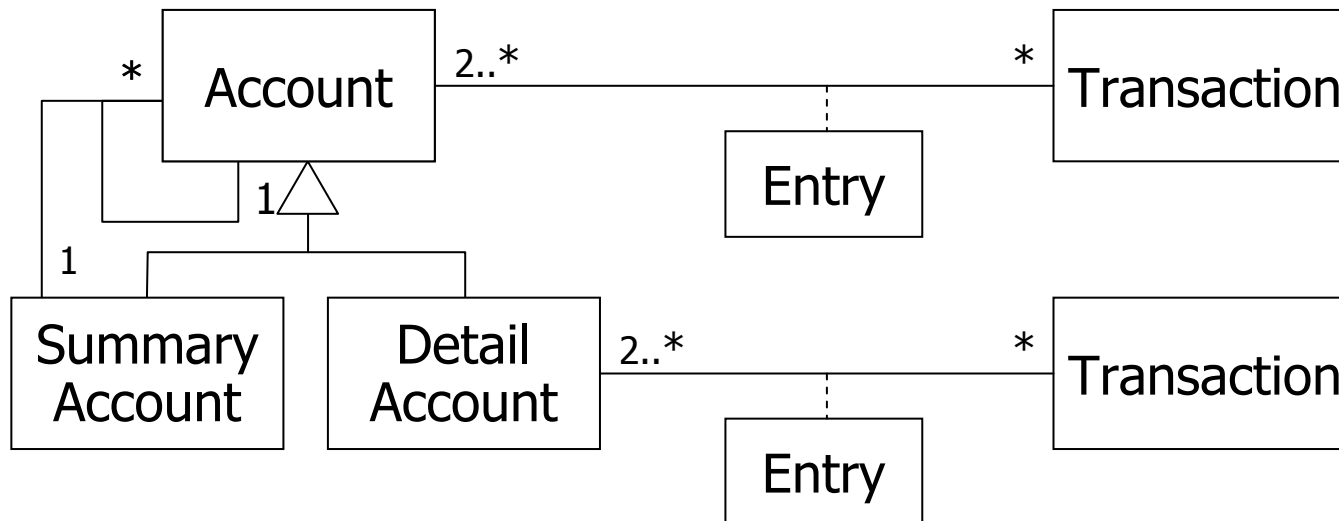 * Account 2..* * Transaction
Entry
1
1
Summary
Account
Detail
Account
2..* * Transaction
Entry